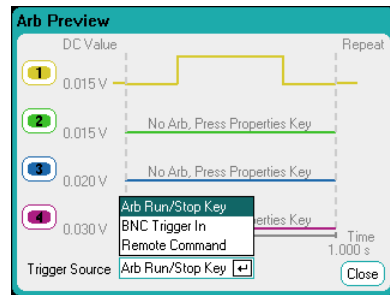 Arb Preview
DC Value Repeat
1 0.015 V
2 0.015 V No Arb, Press Properties Key
3 0.020 V No Arb, Press Properties Key
Arb Run/Stop Key
4 0.030 V BNC Trigger In perties Key
Remote Command Time
1.000 s
Trigger Source Arb Run/Stop Key Close